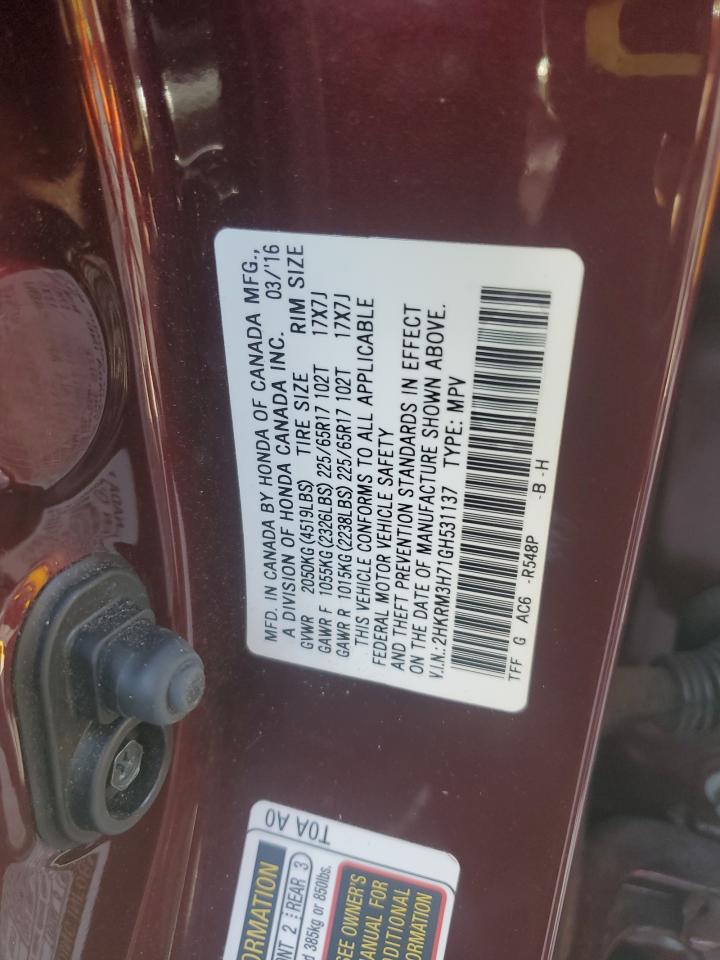 MFD. IN CANADA BY HONDA OF CANADA MFG.,
A DIVISION OF HONDA CANADA INC. 03/'16
GVWR 2050KG(4519LBS) TIRE SIZE RIM SIZE
GAWR F 1055KG(2326LBS) 225/65R17 102T 17X7J
GAWR R 1015KG(2238LBS) 225/65R17 102T 17X7J
THIS VEHICLE CONFORMS TO ALL APPLICABLE
FEDERAL MOTOR VEHICLE SAFETY
AND THEFT PREVENTION STANDARDS IN EFFECT
ON THE DATE OF MANUFACTURE SHOWN ABOVE.
V.I.N.: 2HKRM3H71GH531137 TYPE: MPV
TFF G AC6 -R548P -B -H
T0A A0
ORMATION
NT 2 REAR 3
d 385kg or 850lbs.
SEE OWNER'S
ANUAL FOR
DITIONAL
ORMATION